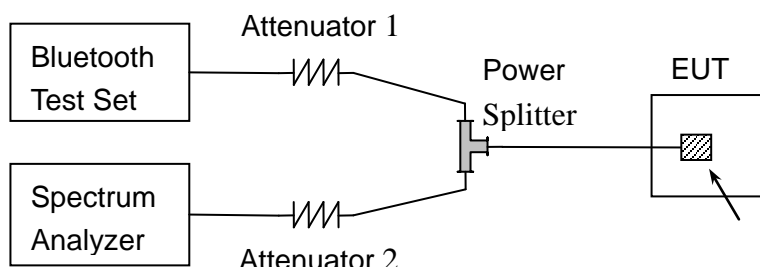 Attenuator 1
Bluetooth
Test Set
Power
Splitter
EUT
Spectrum
Analyzer
Attenuator 2